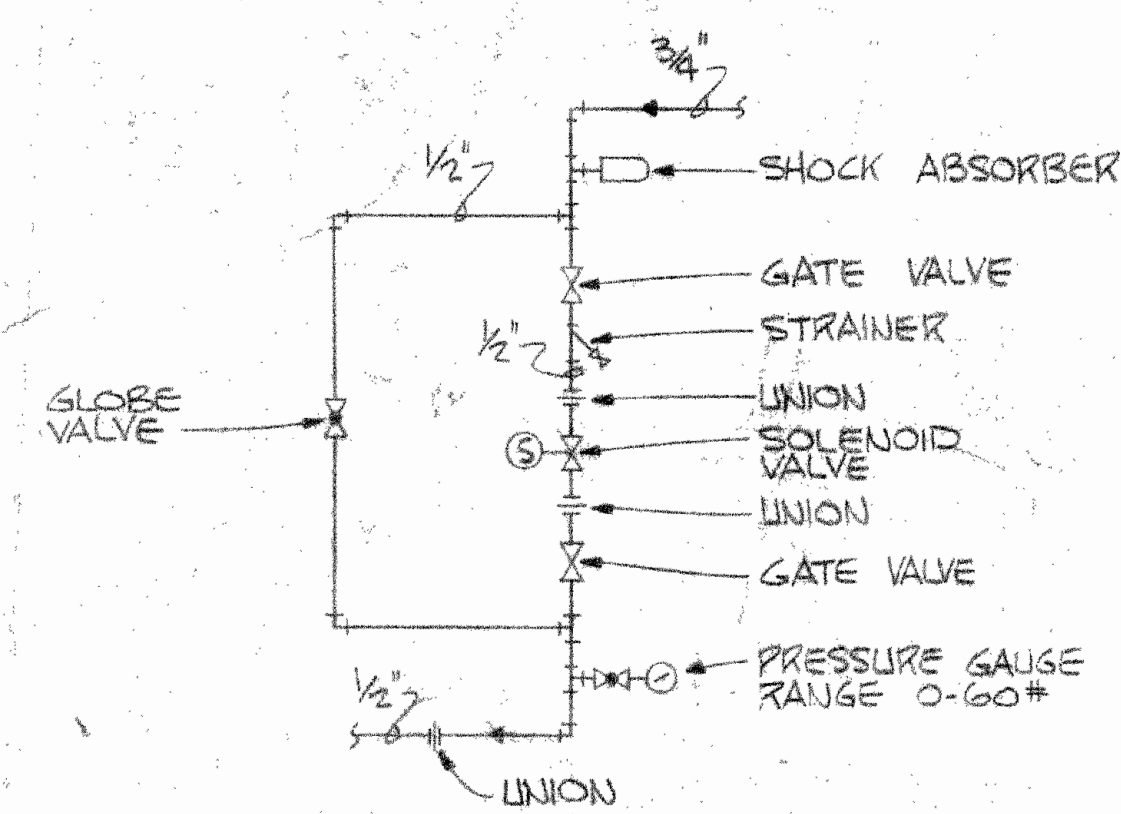 3/4"
1/2"
SHOCK ABSORBER
GATE VALVE
STRAINER
1/2"
GLOBE
VALVE
UNION
S
SOLENOID
VALVE
UNION
GATE VALVE
PRESSURE GAUGE
RANGE 0-60#
1/2"
UNION